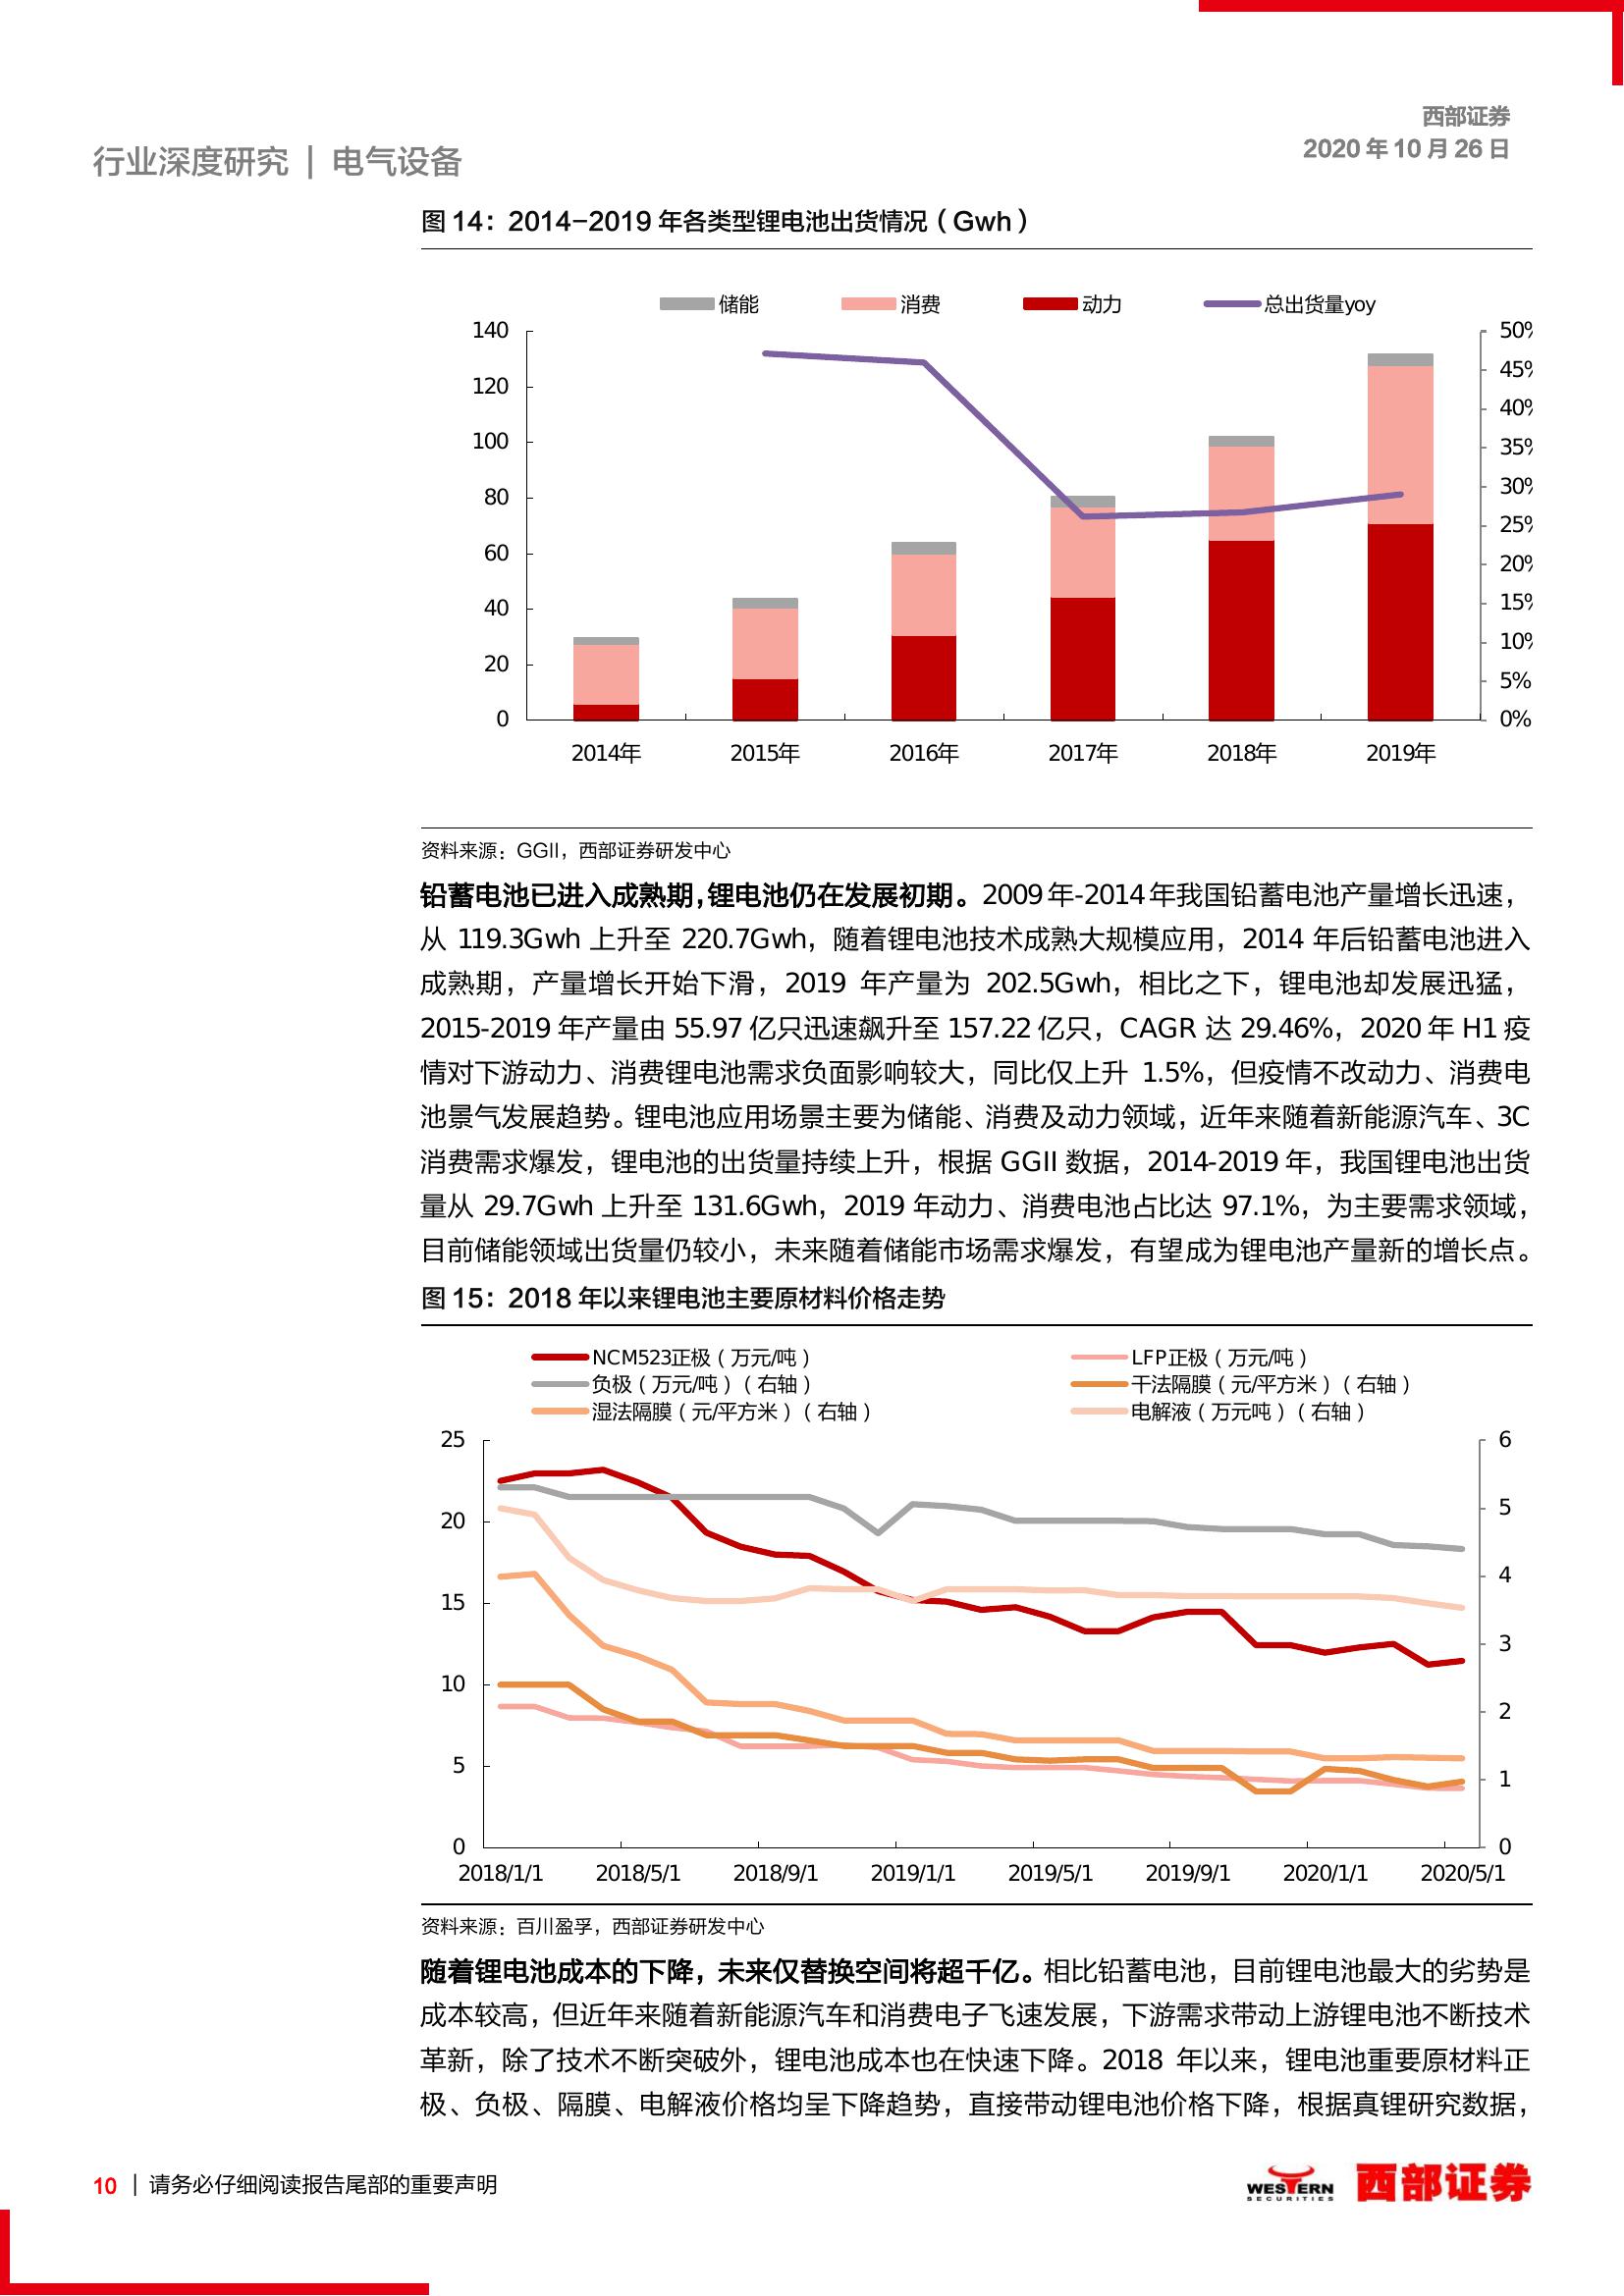 西部证券
2020 年 10 月 26 日
行业深度研究 | 电气设备
图 14：2014-2019 年各类型锂电池出货情况（Gwh）
储能 消费 动力 总出货量yoy
140
120
100
80
60
40
20
0
50%
45%
40%
35%
30%
25%
20%
15%
10%
5%
0%
2014年 2015年 2016年 2017年 2018年 2019年
资料来源：GGII，西部证券研发中心
铅蓄电池已进入成熟期，锂电池仍在发展初期。2009年-2014年我国铅蓄电池产量增长迅速，
从 119.3Gwh 上升至 220.7Gwh，随着锂电池技术成熟大规模应用，2014 年后铅蓄电池进入
成熟期，产量增长开始下滑，2019 年产量为 202.5Gwh，相比之下，锂电池却发展迅猛，
2015-2019 年产量由 55.97 亿只迅速飙升至 157.22 亿只，CAGR 达 29.46%，2020 年 H1 疫
情对下游动力、消费锂电池需求负面影响较大，同比仅上升 1.5%，但疫情不改动力、消费电
池景气发展趋势。锂电池应用场景主要为储能、消费及动力领域，近年来随着新能源汽车、3C
消费需求爆发，锂电池的出货量持续上升，根据 GGII 数据，2014-2019 年，我国锂电池出货
量从 29.7Gwh 上升至 131.6Gwh，2019 年动力、消费电池占比达 97.1%，为主要需求领域，
目前储能领域出货量仍较小，未来随着储能市场需求爆发，有望成为锂电池产量新的增长点。
图 15：2018 年以来锂电池主要原材料价格走势
NCM523正极（万元/吨） LFP正极（万元/吨）
负极（万元/吨）（右轴） 干法隔膜（元/平方米）（右轴）
湿法隔膜（元/平方米）（右轴） 电解液（万元吨）（右轴）
25
20
15
10
5
0
6
5
4
3
2
1
0
2018/1/1 2018/5/1 2018/9/1 2019/1/1 2019/5/1 2019/9/1 2020/1/1 2020/5/1
资料来源：百川盈孚，西部证券研发中心
随着锂电池成本的下降，未来仅替换空间将超千亿。相比铅蓄电池，目前锂电池最大的劣势是
成本较高，但近年来随着新能源汽车和消费电子飞速发展，下游需求带动上游锂电池不断技术
革新，除了技术不断突破外，锂电池成本也在快速下降。2018 年以来，锂电池重要原材料正
极、负极、隔膜、电解液价格均呈下降趋势，直接带动锂电池价格下降，根据真锂研究数据，
10 | 请务必仔细阅读报告尾部的重要声明
WESTERN
SECURITIES
西部证券